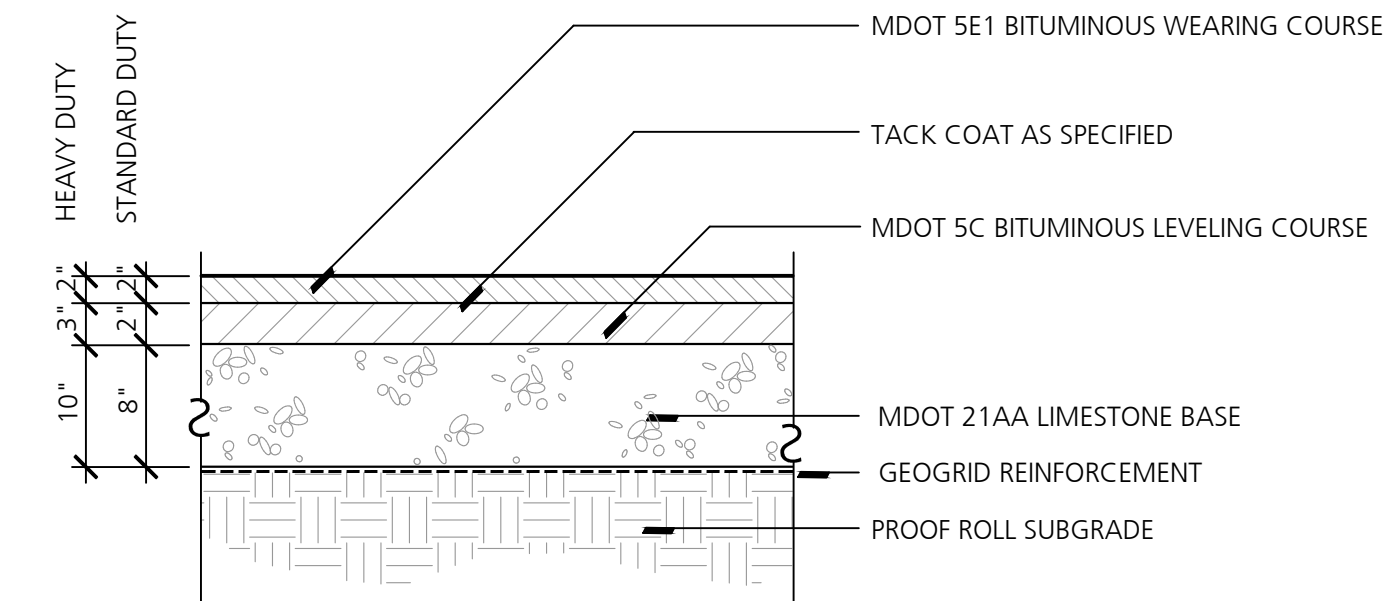 HEAVY DUTY
STANDARD DUTY
MDOT 5E1 BITUMINOUS WEARING COURSE
TACK COAT AS SPECIFIED
MDOT 5C BITUMINOUS LEVELING COURSE
2" 2"
3" 2"
10" 8"
MDOT 21AA LIMESTONE BASE
GEOGRID REINFORCEMENT
PROOF ROLL SUBGRADE